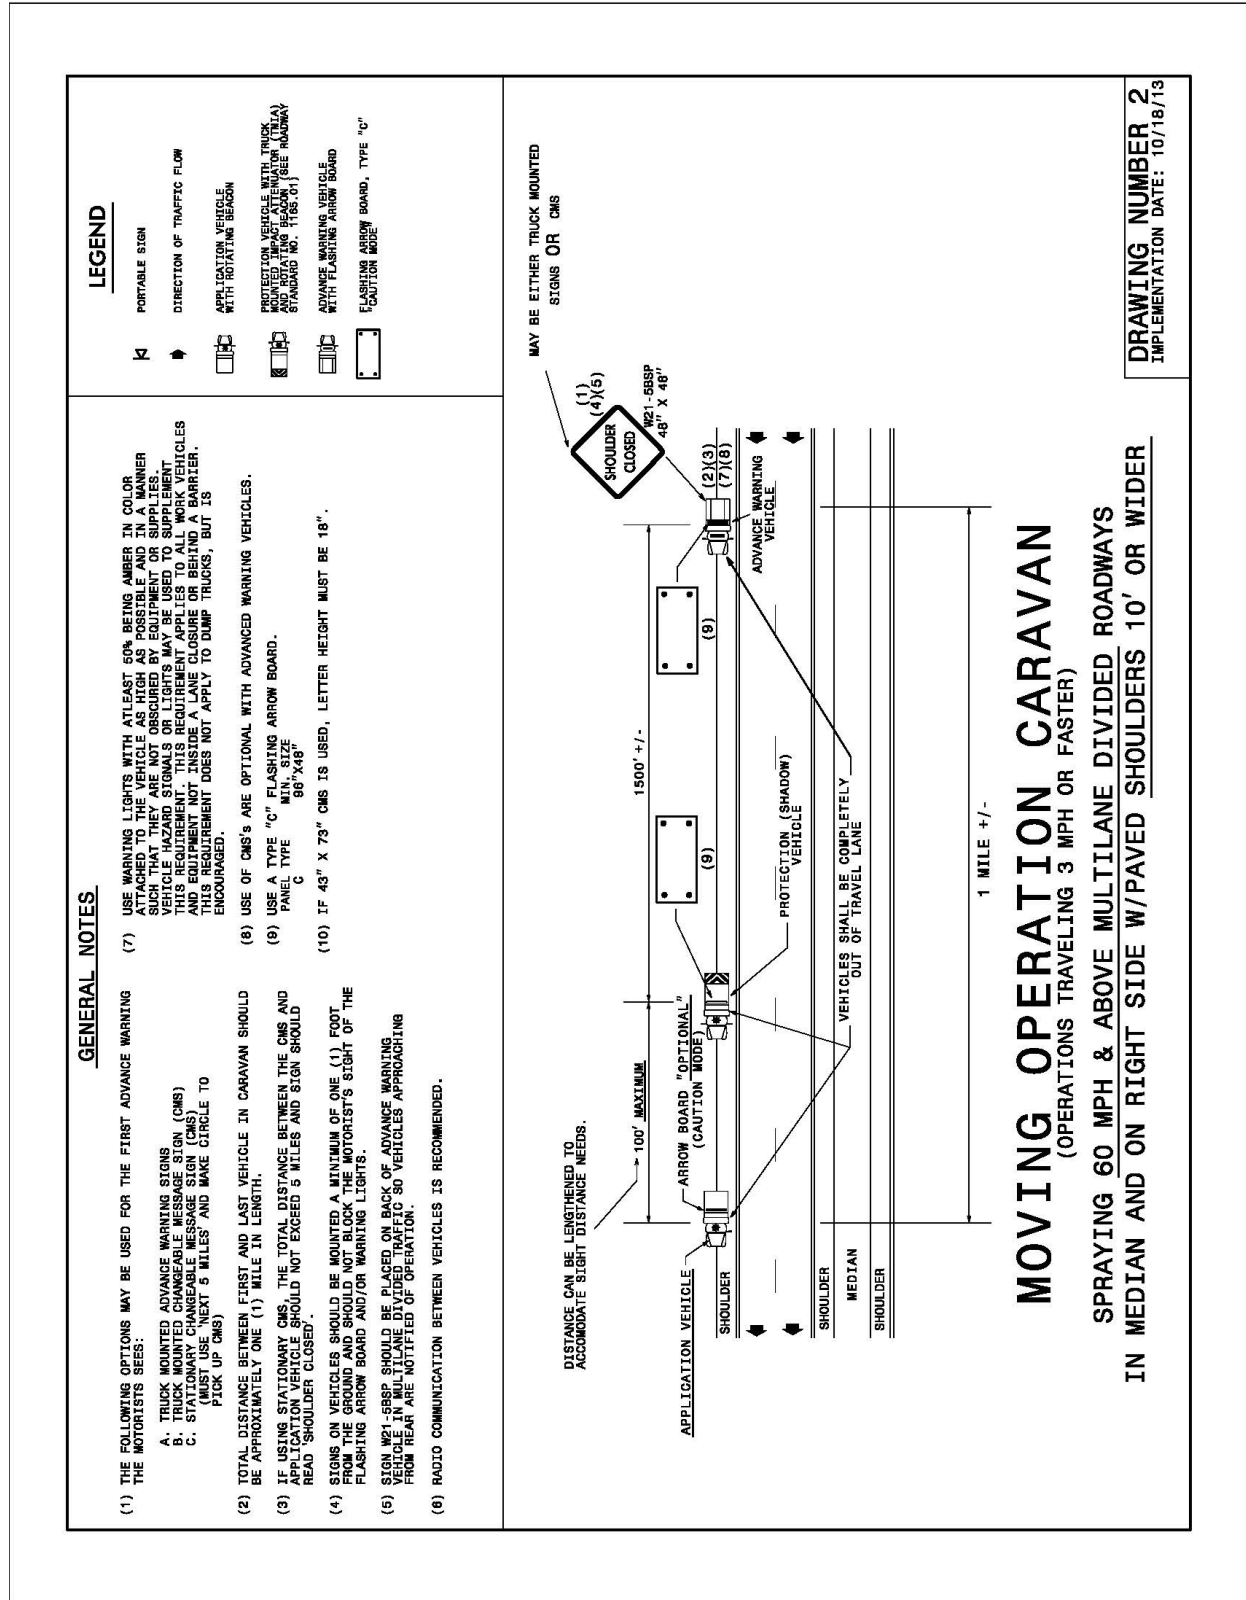 GENERAL NOTES
(1) THE FOLLOWING OPTIONS MAY BE USED FOR THE FIRST ADVANCE WARNING
THE MOTORISTS SEES:
A. TRUCK MOUNTED ADVANCE WARNING SIGNS
B. TRUCK MOUNTED CHANGEABLE MESSAGE SIGN (CMS)
C. STATIONARY CHANGEABLE MESSAGE SIGN (CMS)
(MUST USE 'NEXT 5 MILES' AND MAKE CIRCLE TO
PICK UP CMS)
(2) TOTAL DISTANCE BETWEEN FIRST AND LAST VEHICLE IN CARAVAN SHOULD
BE APPROXIMATELY ONE (1) MILE IN LENGTH.
(3) IF USING STATIONARY CMS, THE TOTAL DISTANCE BETWEEN THE CMS AND
APPLICATION VEHICLE SHOULD NOT EXCEED 5 MILES AND SIGN SHOULD
READ 'SHOULDER CLOSED'.
(4) SIGNS ON VEHICLES SHOULD BE MOUNTED A MINIMUM OF ONE (1) FOOT
FROM THE GROUND AND SHOULD NOT BLOCK THE MOTORIST'S SIGHT OF THE
FLASHING ARROW BOARD AND/OR WARNING LIGHTS.
(5) SIGN W21-5BSP SHOULD BE PLACED ON BACK OF ADVANCE WARNING
VEHICLE IN MULTILANE DIVIDED TRAFFIC SO VEHICLES APPROACHING
FROM REAR ARE NOTIFIED OF OPERATION.
(6) RADIO COMMUNICATION BETWEEN VEHICLES IS RECOMMENDED.
(7) USE WARNING LIGHTS WITH ATLEAST 50% BEING AMBER IN COLOR
ATTACHED TO THE VEHICLE AS HIGH AS POSSIBLE AND IN A MANNER
SUCH THAT THEY ARE NOT OBSCURED BY EQUIPMENT OR SUPPLIES.
VEHICLE HAZARD SIGNALS OR LIGHTS MAY BE USED TO SUPPLEMENT
THIS REQUIREMENT. THIS REQUIREMENT APPLIES TO ALL WORK VEHICLES
AND EQUIPMENT NOT INSIDE A LANE CLOSURE OR BEHIND A BARRIER.
THIS REQUIREMENT DOES NOT APPLY TO DUMP TRUCKS, BUT IS
ENCOURAGED.
(8) USE OF CMS's ARE OPTIONAL WITH ADVANCED WARNING VEHICLES.
(9) USE A TYPE "C" FLASHING ARROW BOARD.
PANEL TYPE MIN. SIZE
C 96"X48"
(10) IF 43" X 73" CMS IS USED, LETTER HEIGHT MUST BE 18".
LEGEND
PORTABLE SIGN
DIRECTION OF TRAFFIC FLOW
APPLICATION VEHICLE
WITH ROTATING BEACON
PROTECTION VEHICLE WITH TRUCK
MOUNTED IMPACT ATTENUATOR (TMIA)
AND ROTATING BEACON (SEE ROADWAY
STANDARD NO. 1165.01)
ADVANCE WARNING VEHICLE
WITH FLASHING ARROW BOARD
FLASHING ARROW BOARD, TYPE "C"
"CAUTION MODE"
MAY BE EITHER TRUCK MOUNTED
SIGNS OR CMS
SHOULDER
CLOSED
(1)
(4)(5)
W21-5BSP
48" X 48"
DISTANCE CAN BE LENGTHENED TO
ACCOMODATE SIGHT DISTANCE NEEDS.
100' MAXIMUM
1500' +/-
(9)
(9)
(2)(3)
(7)(8)
APPLICATION VEHICLE
ARROW BOARD "OPTIONAL"
(CAUTION MODE)
SHOULDER
PROTECTION (SHADOW)
VEHICLE
ADVANCE WARNING
VEHICLE
VEHICLES SHALL BE COMPLETELY
OUT OF TRAVEL LANE
SHOULDER
MEDIAN
SHOULDER
1 MILE +/-
MOVING OPERATION CARAVAN
(OPERATIONS TRAVELING 3 MPH OR FASTER)
SPRAYING 60 MPH & ABOVE MULTILANE DIVIDED ROADWAYS
IN MEDIAN AND ON RIGHT SIDE W/PAVED SHOULDERS 10' OR WIDER
DRAWING NUMBER 2
IMPLEMENTATION DATE: 10/18/13